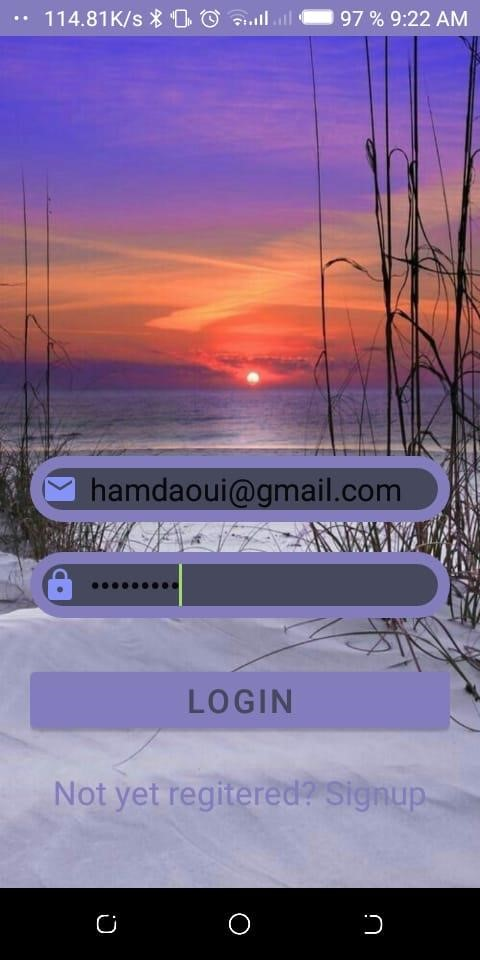 114.81K/s 97 % 9:22 AM
hamdaoui@gmail.com
•••••••••
LOGIN
Not yet regitered? Signup